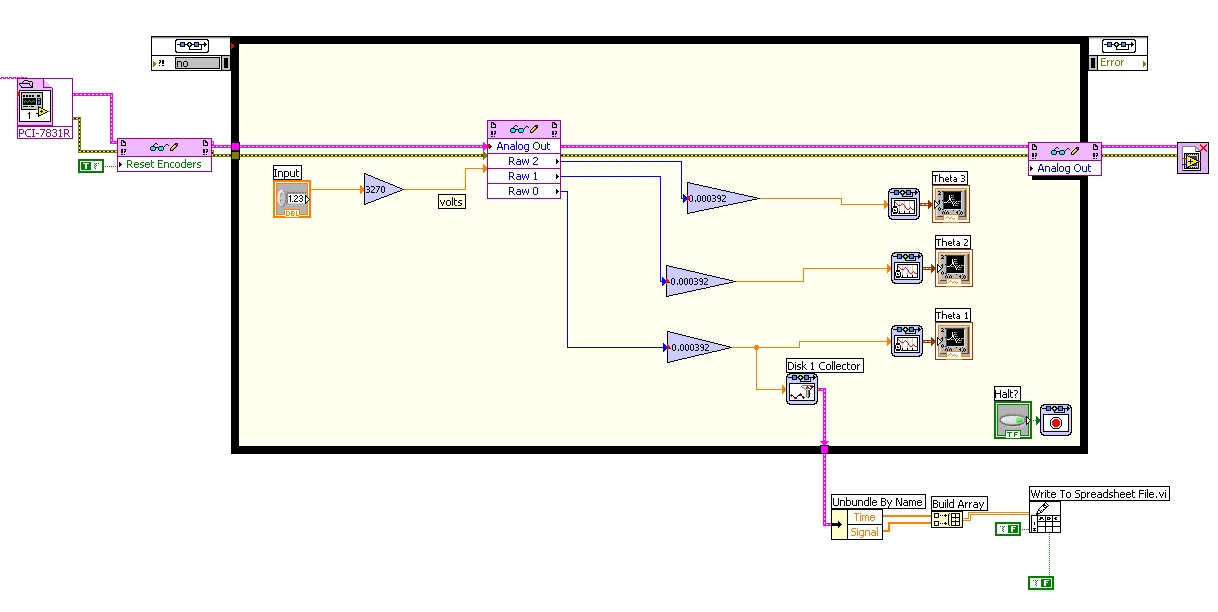 no
Error
1
PCI-7831R
Reset Encoders
T
Analog Out
Raw 2
Raw 1
Raw 0
Input
1.23
DBL
3270
volts
0.000392
Theta 3
Analog Out
0.000392
Theta 2
0.000392
Theta 1
Disk 1 Collector
Halt?
TF
Unbundle By Name
Time
Signal
Build Array
Write To Spreadsheet File.vi
F
F